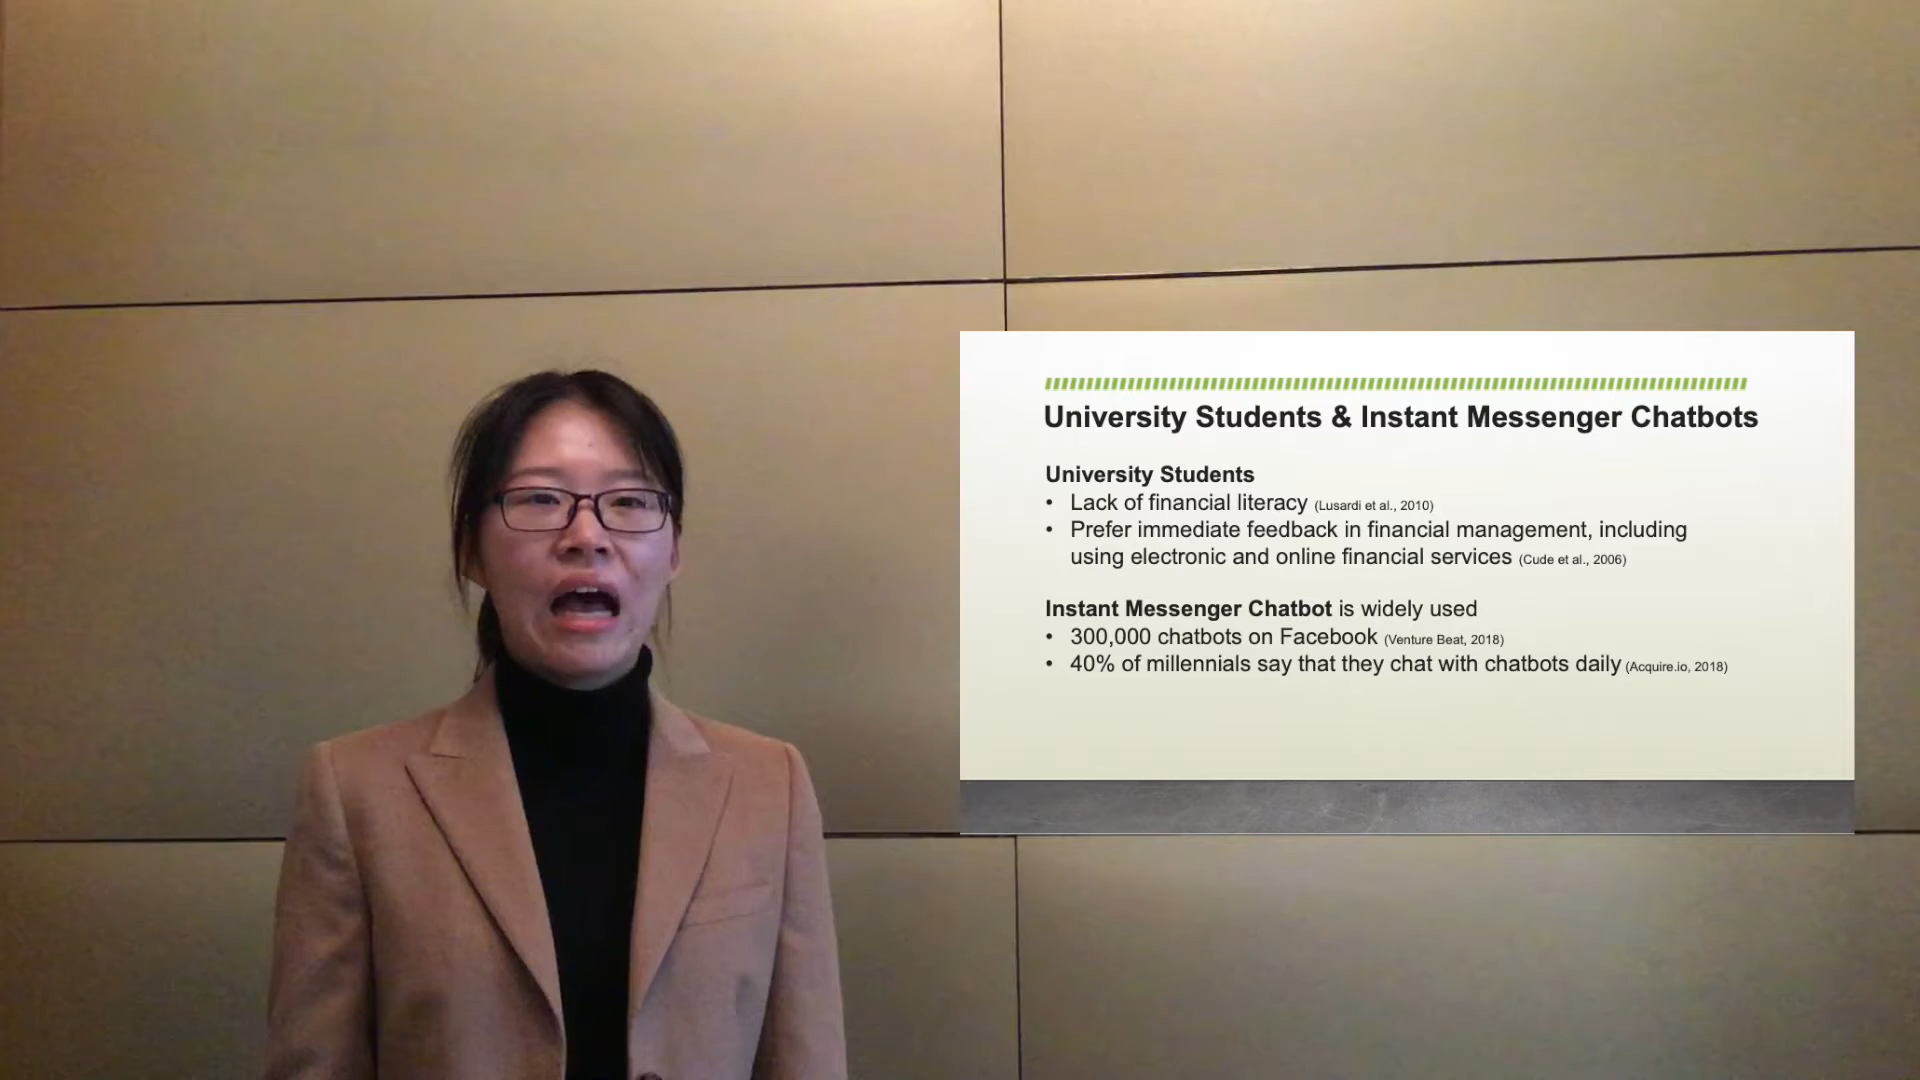 University Students & Instant Messenger Chatbots
University Students
• Lack of financial literacy (Lusardi et al., 2010)
• Prefer immediate feedback in financial management, including
using electronic and online financial services (Cude et al., 2006)
Instant Messenger Chatbot is widely used
• 300,000 chatbots on Facebook (Venture Beat, 2018)
• 40% of millennials say that they chat with chatbots daily (Acquire.io, 2018)